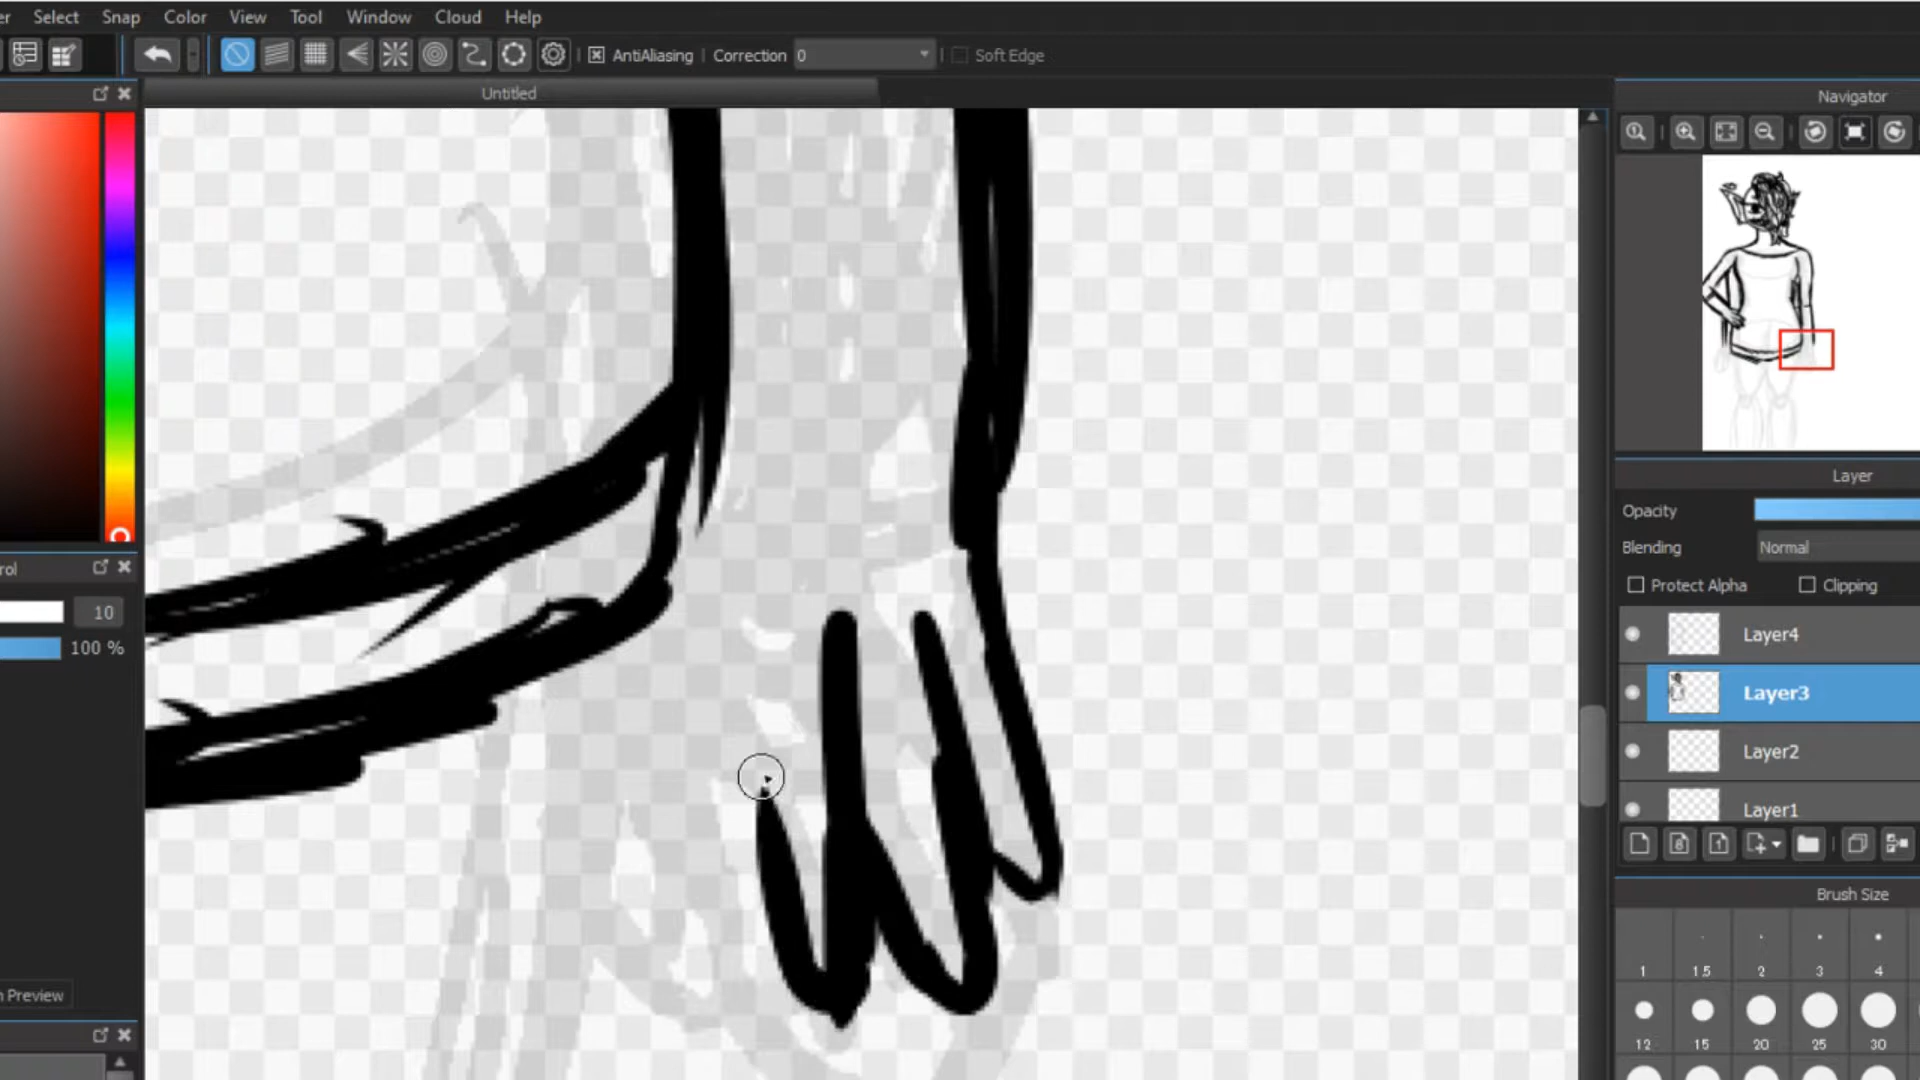 er Select Snap Color View Tool Window Cloud Help
AntiAliasing Correction 0 Soft Edge
Untitled
Navigator
Layer
Opacity
Blending Normal
Protect Alpha Clipping
rol
10
100 %
Layer4
Layer3
Layer2
Layer1
Brush Size
1 1.5 2 3 4
n Preview
12 15 20 25 30